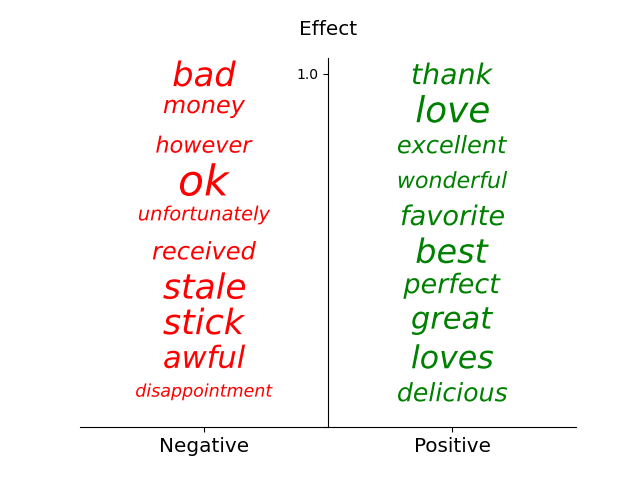 Effect
1.0
bad thank
money love
however excellent
ok wonderful
unfortunately favorite
received best
stale perfect
stick great
awful loves
disappointment delicious
Negative Positive